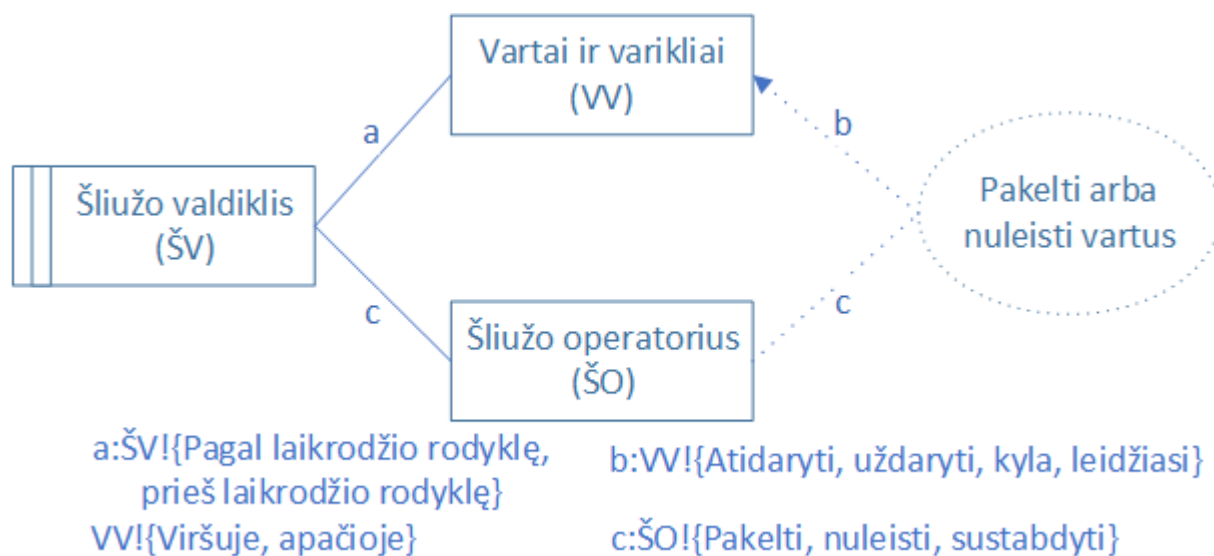 Vartai ir varikliai
(VV)
a
b
Šliužo valdiklis
(ŠV)
Pakelti arba
nuleisti vartus
c
c
Šliužo operatorius
(ŠO)
a:ŠV!{Pagal laikrodžio rodyklę,
prieš laikrodžio rodyklę}
VV!{Viršuje, apačioje}
b:VV!{Atidaryti, uždaryti, kyla, leidžiasi}
c:ŠO!{Pakelti, nuleisti, sustabdyti}